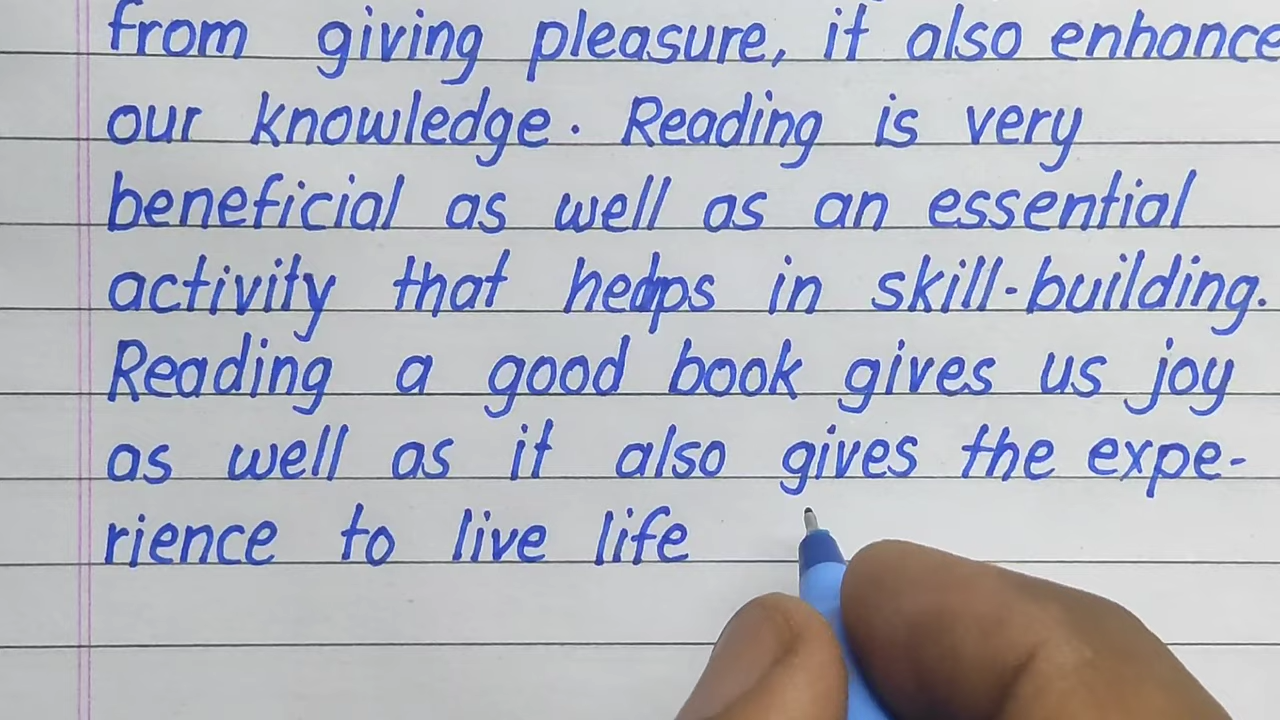 from giving pleasure, it also enhance
our knowledge. Reading is very
beneficial as well as an essential
activity that helps in skill-building.
Reading a good book gives us joy
as well as it also gives the expe-
rience to live life